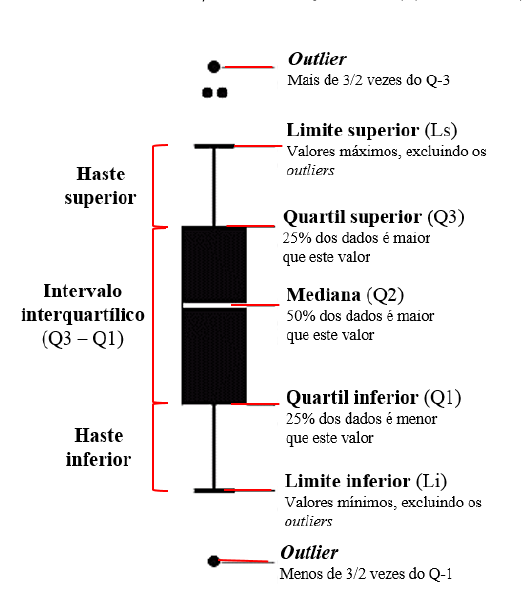 Outlier
Mais de 3/2 vezes do Q-3
Limite superior (Ls)
Valores máximos, excluindo os
outliers
Haste
superior
Quartil superior (Q3)
25% dos dados é maior
que este valor
Intervalo
interquartílico
(Q3 – Q1)
Mediana (Q2)
50% dos dados é maior
que este valor
Quartil inferior (Q1)
25% dos dados é menor
que este valor
Haste
inferior
Limite inferior (Li)
Valores mínimos, excluindo os
outliers
Outlier
Menos de 3/2 vezes do Q-1